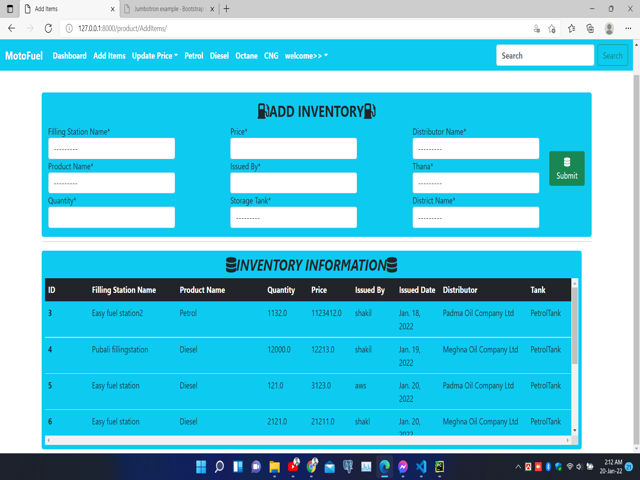 Add Items
Jumbotron example · Bootstrap
127.0.0.1:8000/product/AddItems/
MotoFuel Dashboard Add Items Update Price Petrol Diesel Octane CNG welcome>> Search Search
ADD INVENTORY
Filling Station Name* Price* Distributor Name*
--------- ---------
Product Name* Issued By* Thana*
--------- ---------
Submit
Quantity* Storage Tank* District Name*
--------- ---------
INVENTORY INFORMATION
ID Filling Station Name Product Name Quantity Price Issued By Issued Date Distributor Tank
3 Easy fuel station2 Petrol 1132.0 1123412.0 shakil Jan. 18, 2022 Padma Oil Company Ltd PetrolTank
4 Pubali fillingstation Diesel 12000.0 12213.0 shakil Jan. 19, 2022 Meghna Oil Company Ltd PetrolTank
5 Easy fuel station Diesel 121.0 3123.0 aws Jan. 20, 2022 Padma Oil Company Ltd PetrolTank
6 Easy fuel station Diesel 2121.0 21211.0 shakl Jan. 20, 2022 Meghna Oil Company Ltd PetrolTank
2:12 AM
20-Jan-22